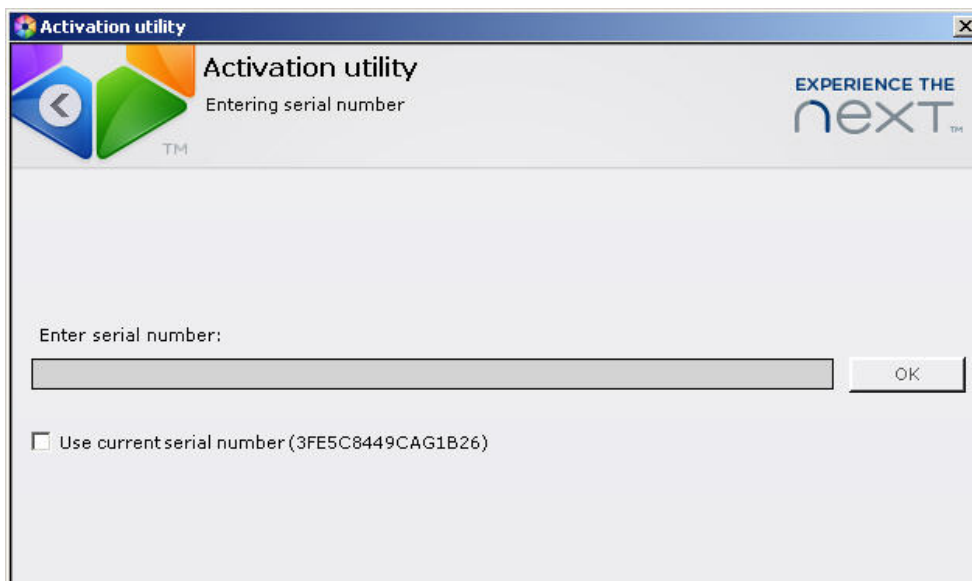 Activation utility
Activation utility
Entering serial number
EXPERIENCE THE
next™
TM
Enter serial number:
OK
Use current serial number (3FE5C8449CAG1B26)